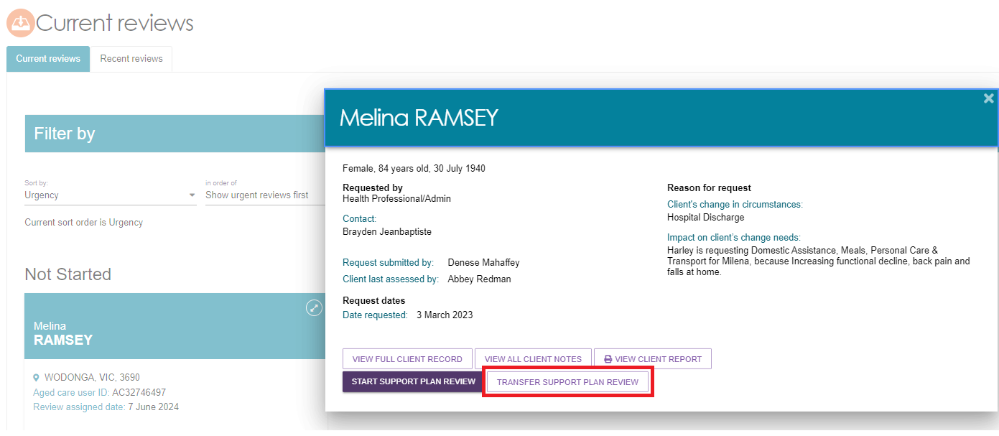 Current reviews
Current reviews
Recent reviews
Filter by
Sort by:
Urgency
in order of
Show urgent reviews first
Current sort order is Urgency
Not Started
Melina
RAMSEY
WODONGA, VIC, 3690
Aged care user ID: AC32746497
Review assigned date: 7 June 2024
Melina RAMSEY
Female, 84 years old, 30 July 1940
Requested by
Health Professional/Admin
Contact:
Brayden Jeanbaptiste
Request submitted by: Denese Mahaffey
Client last assessed by: Abbey Redman
Request dates
Date requested: 3 March 2023
Reason for request
Client's change in circumstances:
Hospital Discharge
Impact on client's change needs:
Harley is requesting Domestic Assistance, Meals, Personal Care &
Transport for Milena, because Increasing functional decline, back pain and
falls at home.
VIEW FULL CLIENT RECORD
VIEW ALL CLIENT NOTES
VIEW CLIENT REPORT
START SUPPORT PLAN REVIEW
TRANSFER SUPPORT PLAN REVIEW